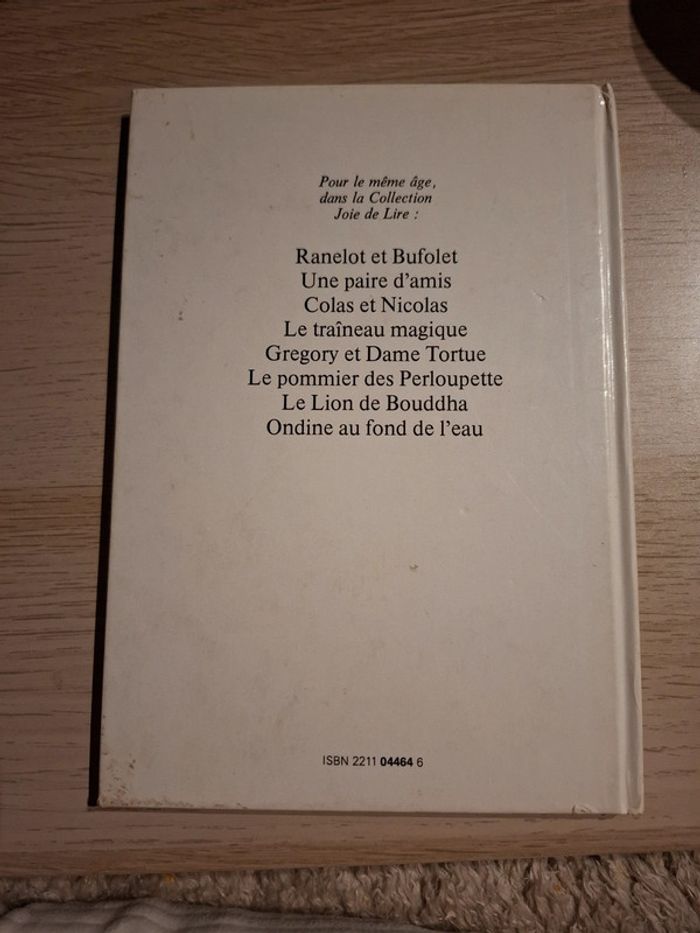 Pour le même âge,
dans la Collection
Joie de Lire :
Ranelot et Bufolet
Une paire d'amis
Colas et Nicolas
Le traîneau magique
Gregory et Dame Tortue
Le pommier des Perloupette
Le Lion de Bouddha
Ondine au fond de l'eau
ISBN 2211 04464 6